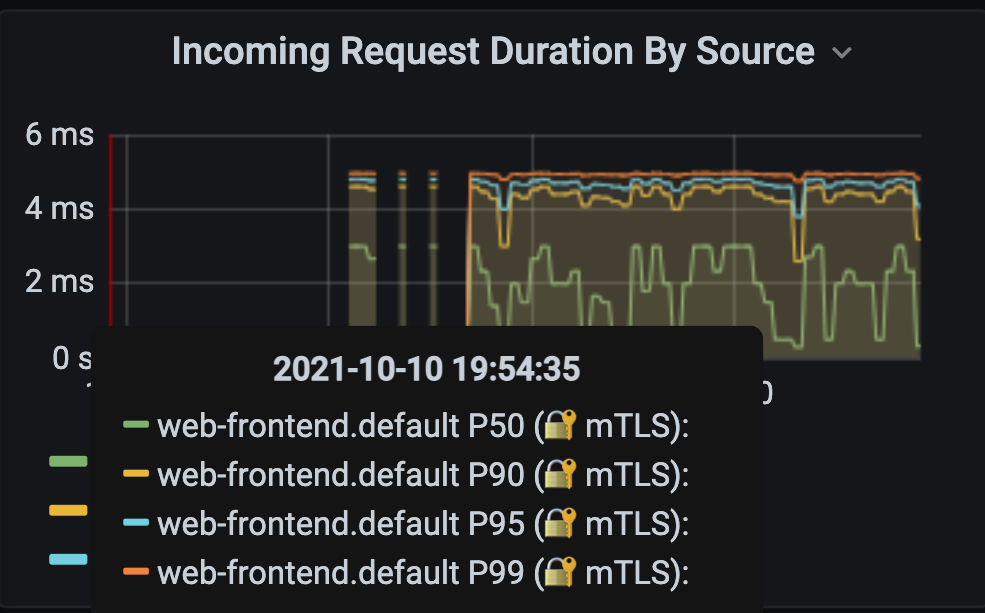 Incoming Request Duration By Source
6 ms
4 ms
2 ms
0 s
2021-10-10 19:54:35
web-frontend.default P50 (🔐 mTLS):
web-frontend.default P90 (🔐 mTLS):
web-frontend.default P95 (🔐 mTLS):
web-frontend.default P99 (🔐 mTLS):